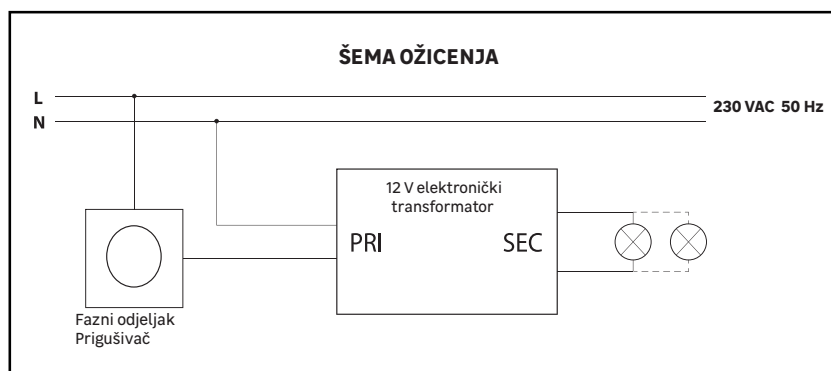 ŠEMA OŽICENJA
L
N
230 VAC 50 Hz
12 V elektronički
transformator
PRI
SEC
Fazni odjeljak
Prigušivač